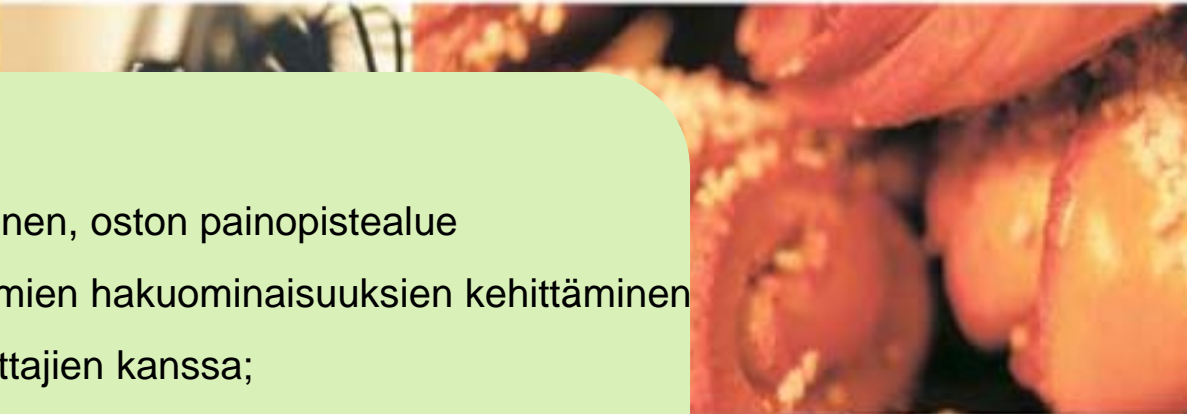 nen, oston painopistealue
mien hakuominaisuuksien kehittäminen
ttajien kanssa;